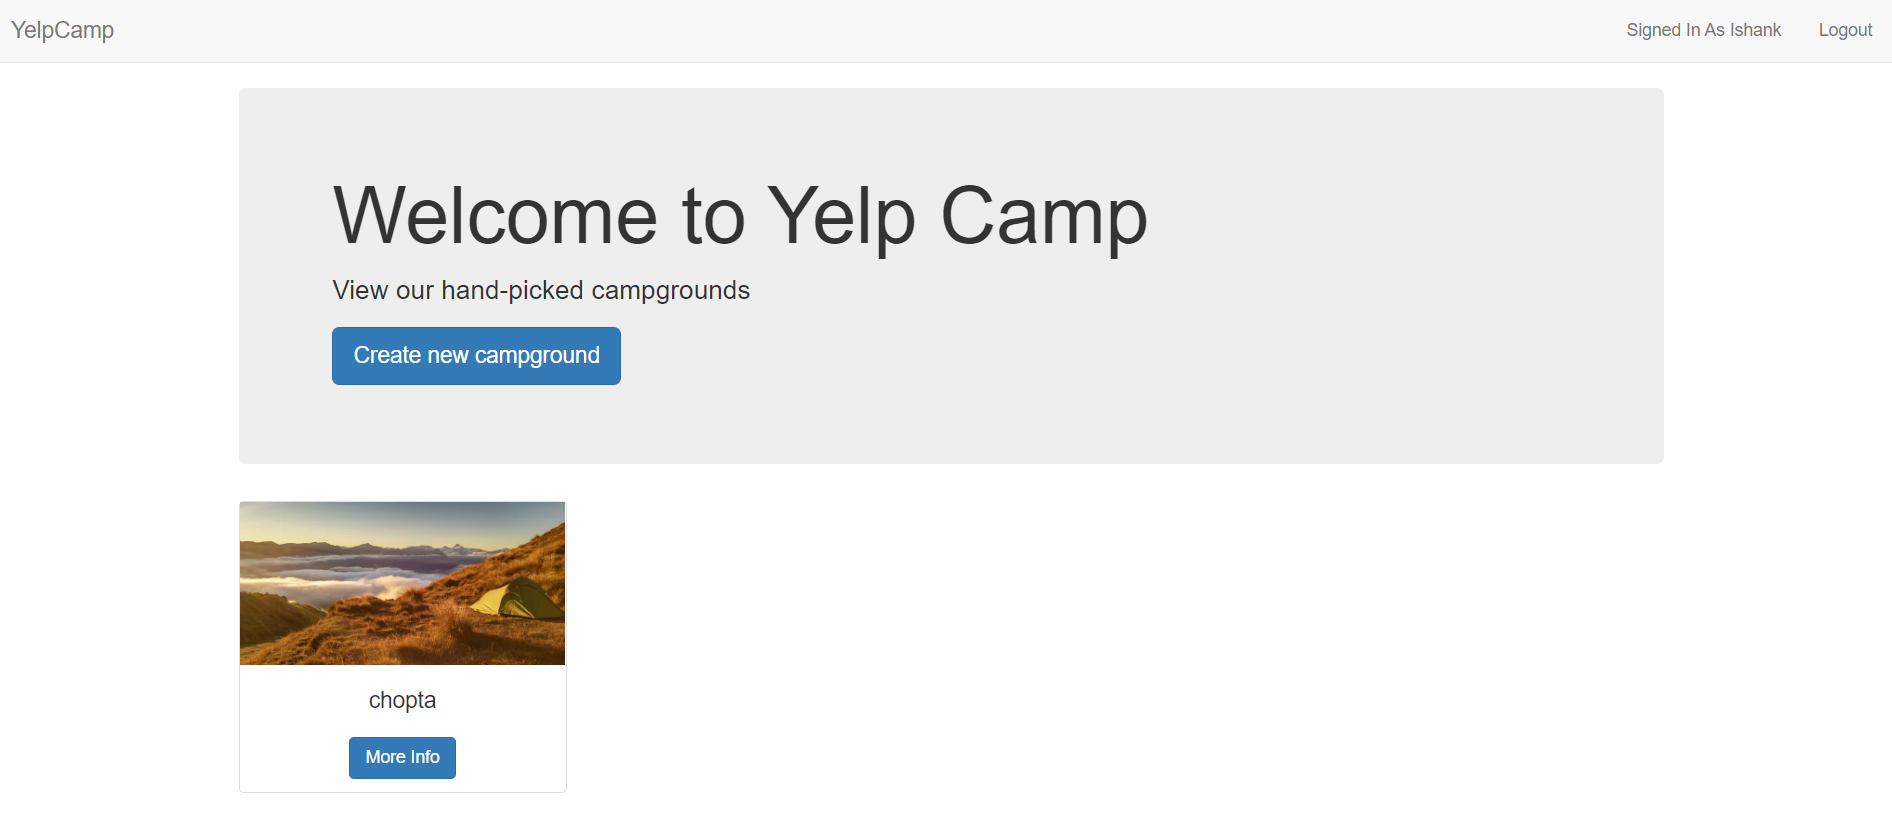 YelpCamp
Signed In As Ishank
Logout
Welcome to Yelp Camp
View our hand-picked campgrounds
Create new campground
chopta
More Info